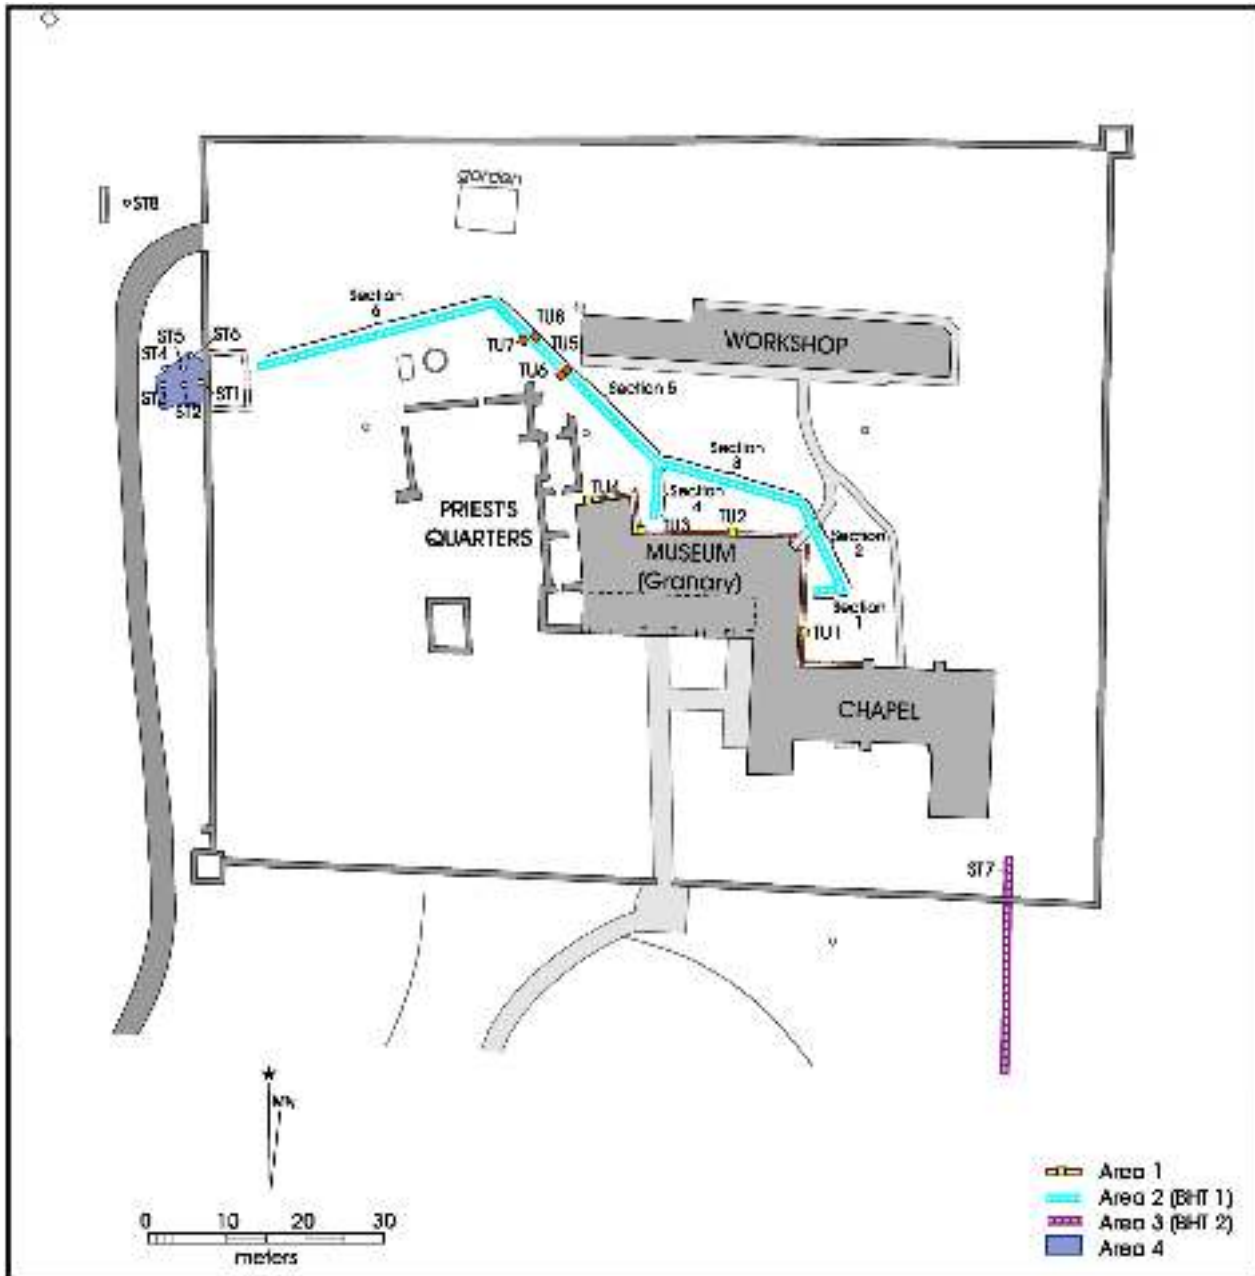 garden
ST8
Section
6
TU8
TU5
TU7
WORKSHOP
ST5
ST6
ST4
TU6
Section 5
ST1
ST2
Section
3
TU4
Section
4
PRIEST'S
QUARTERS
TU3
TU2
MUSEUM
(Granary)
Section
2
Section
1
TU1
CHAPEL
ST7
MN
0 10 20 30
meters
Area 1
Area 2 (BHT 1)
Area 3 (BHT 2)
Area 4